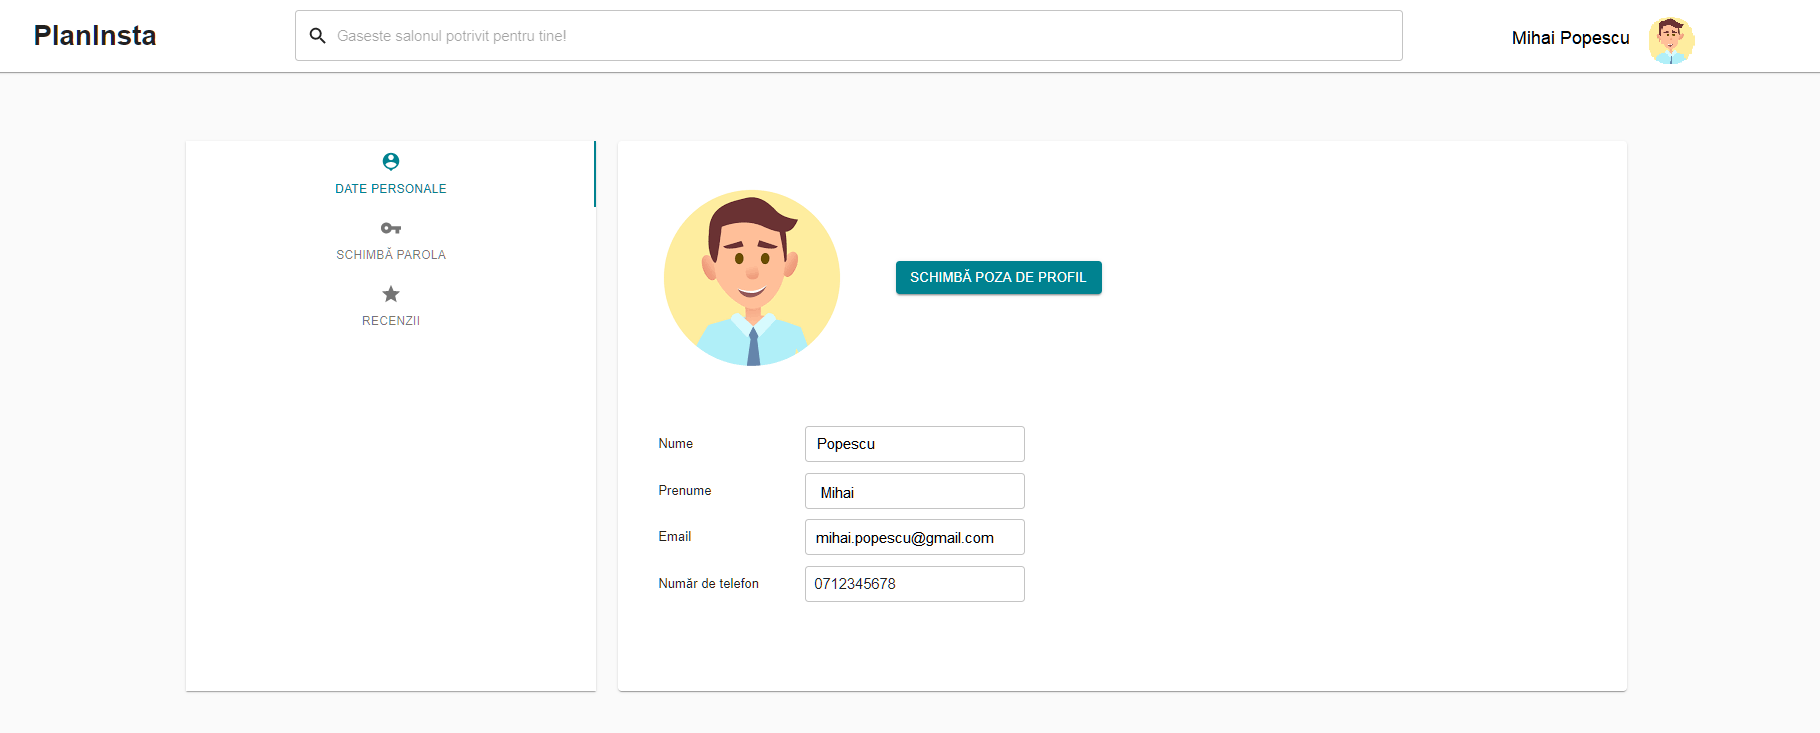 PlanInsta
Gaseste salonul potrivit pentru tine!
Mihai Popescu
DATE PERSONALE
SCHIMBĂ PAROLA
RECENZII
SCHIMBĂ POZA DE PROFIL
Nume
Popescu
Prenume
Mihai
Email
mihai.popescu@gmail.com
Număr de telefon
0712345678